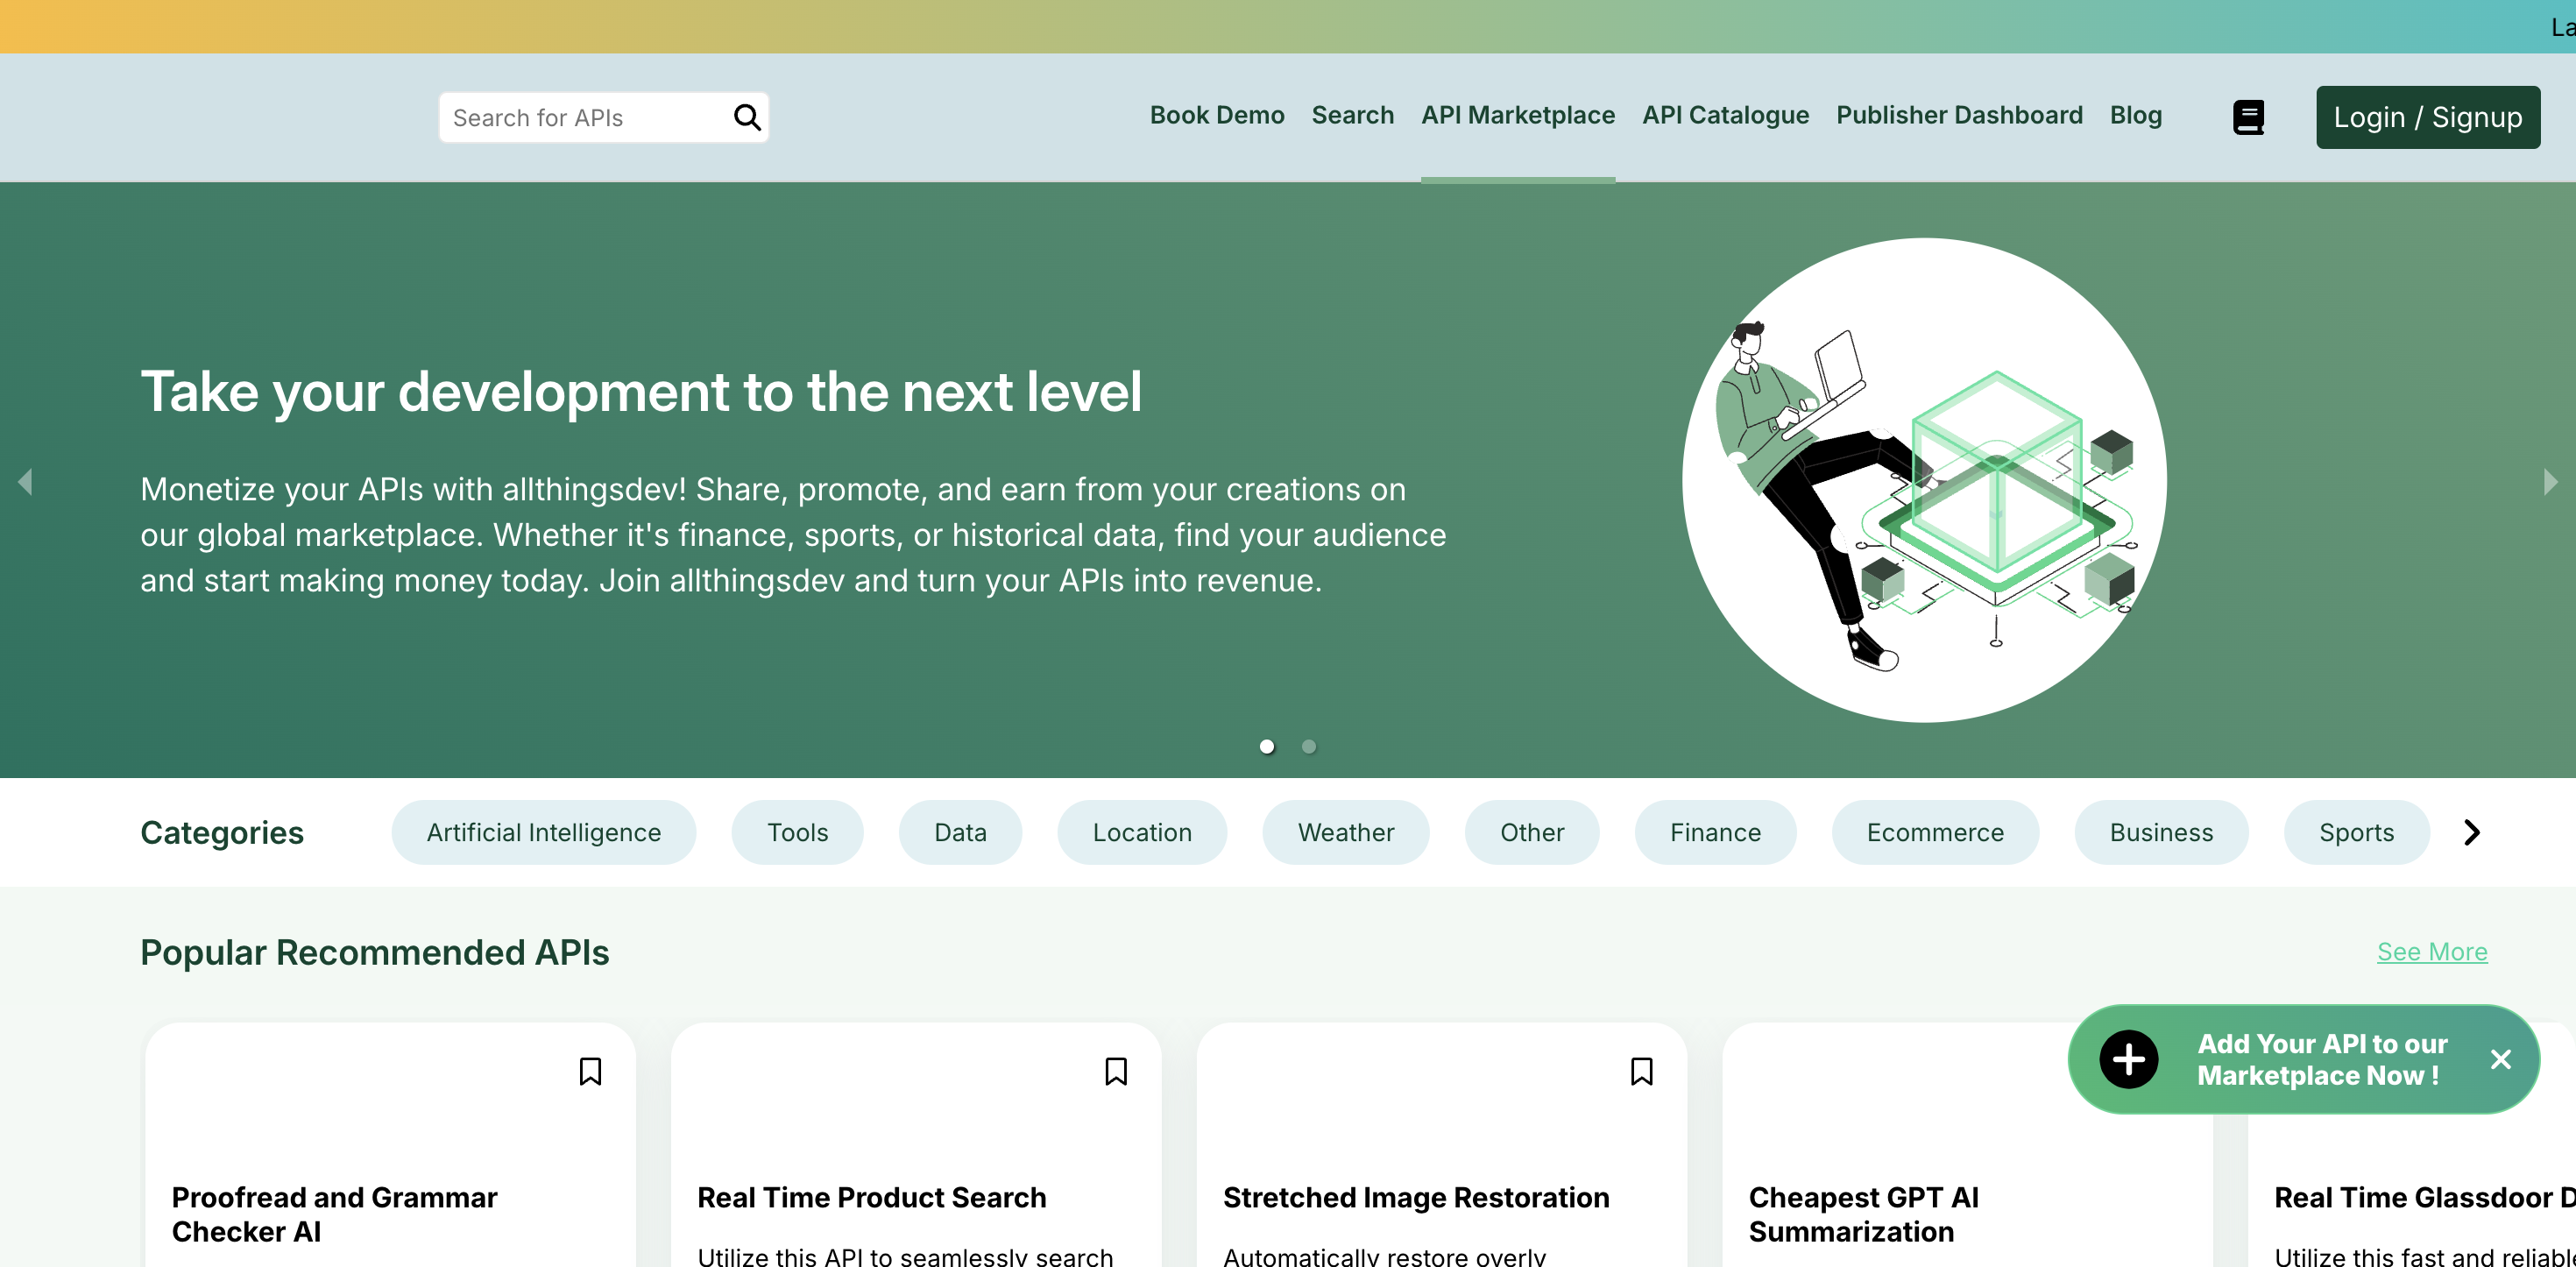 Search for APIs
Book Demo
Search
API Marketplace
API Catalogue
Publisher Dashboard
Blog
Login / Signup
Take your development to the next level
Monetize your APIs with allthingsdev! Share, promote, and earn from your creations on
our global marketplace. Whether it's finance, sports, or historical data, find your audience
and start making money today. Join allthingsdev and turn your APIs into revenue.
Categories
Artificial Intelligence
Tools
Data
Location
Weather
Other
Finance
Ecommerce
Business
Sports
Popular Recommended APIs
See More
Add Your API to our
Marketplace Now !
Proofread and Grammar
Checker AI
Real Time Product Search
Utilize this API to seamlessly search
Stretched Image Restoration
Automatically restore overly
Cheapest GPT AI
Summarization
Real Time Glassdoor
Utilize this fast and